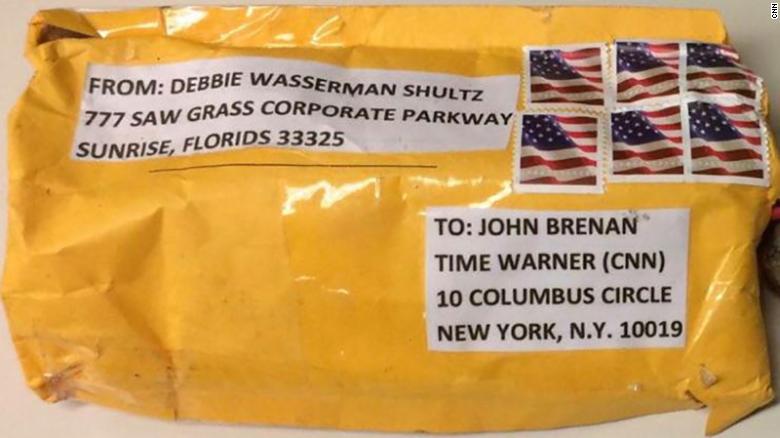 FROM: DEBBIE WASSERMAN SHULTZ
777 SAW GRASS CORPORATE PARKWAY
SUNRISE, FLORIDS 33325
TO: JOHN BRENAN
TIME WARNER (CNN)
10 COLUMBUS CIRCLE
NEW YORK, N.Y. 10019
CNN